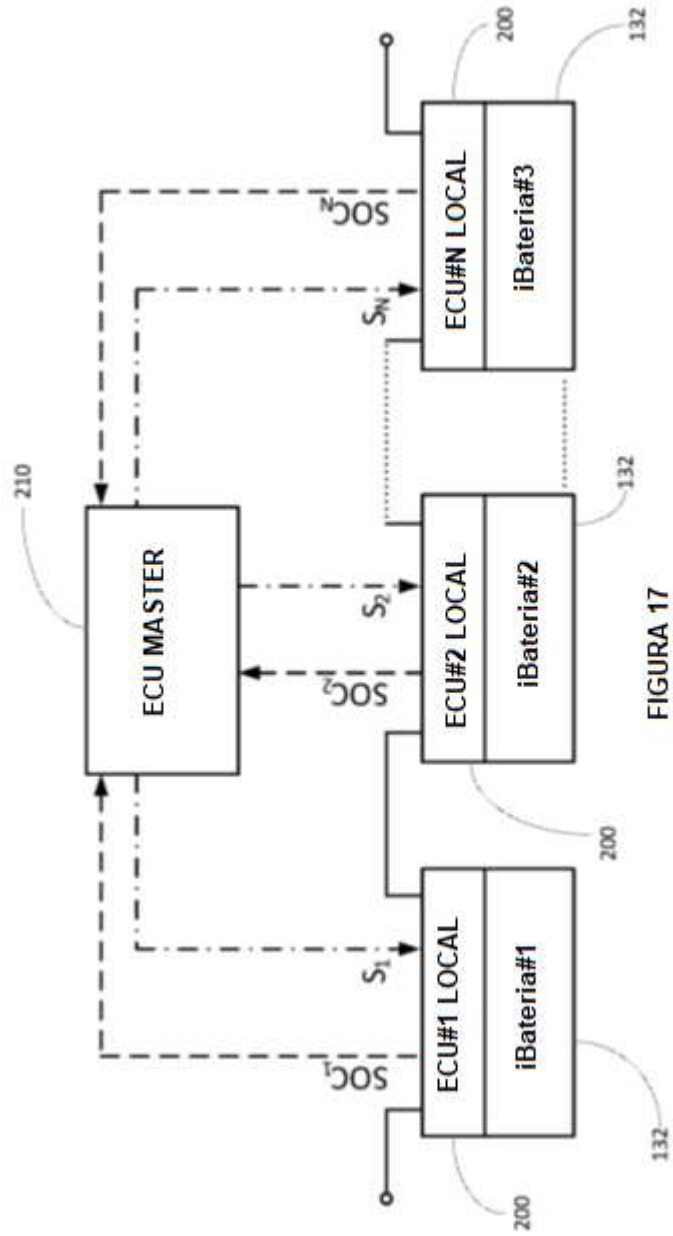 210
ECU MASTER
SOC1
S1
SOC2
S2
SN
SOCN
200
ECU#1 LOCAL
iBateria#1
132
200
ECU#2 LOCAL
iBateria#2
132
200
ECU#N LOCAL
iBateria#3
132
FIGURA 17